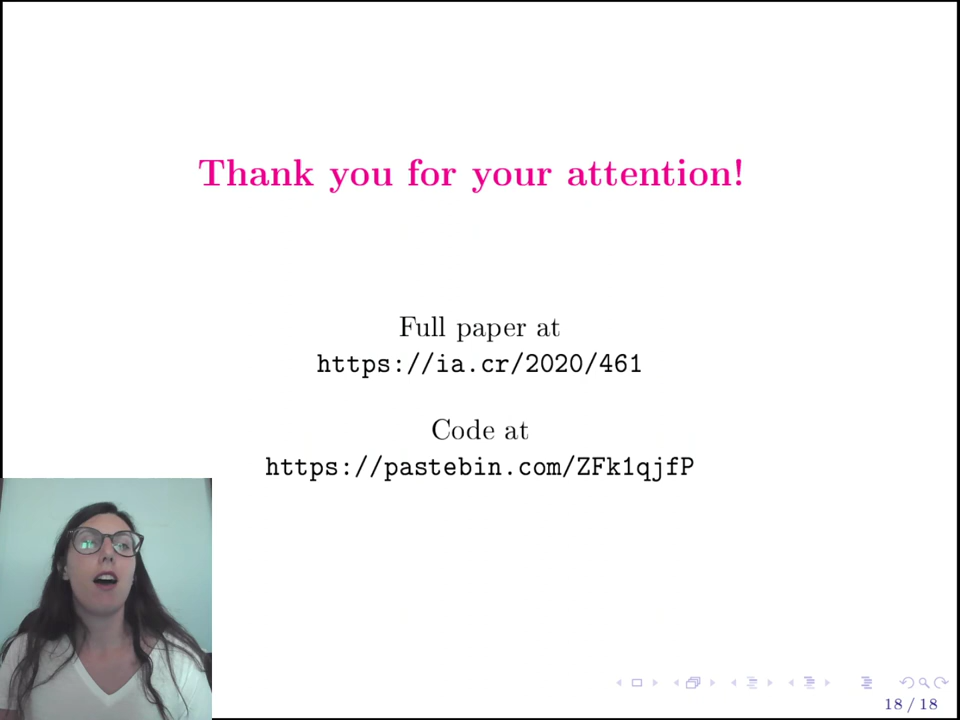 Thank you for your attention!
Full paper at
https://ia.cr/2020/461
Code at
https://pastebin.com/ZFk1qjfP
18 / 18